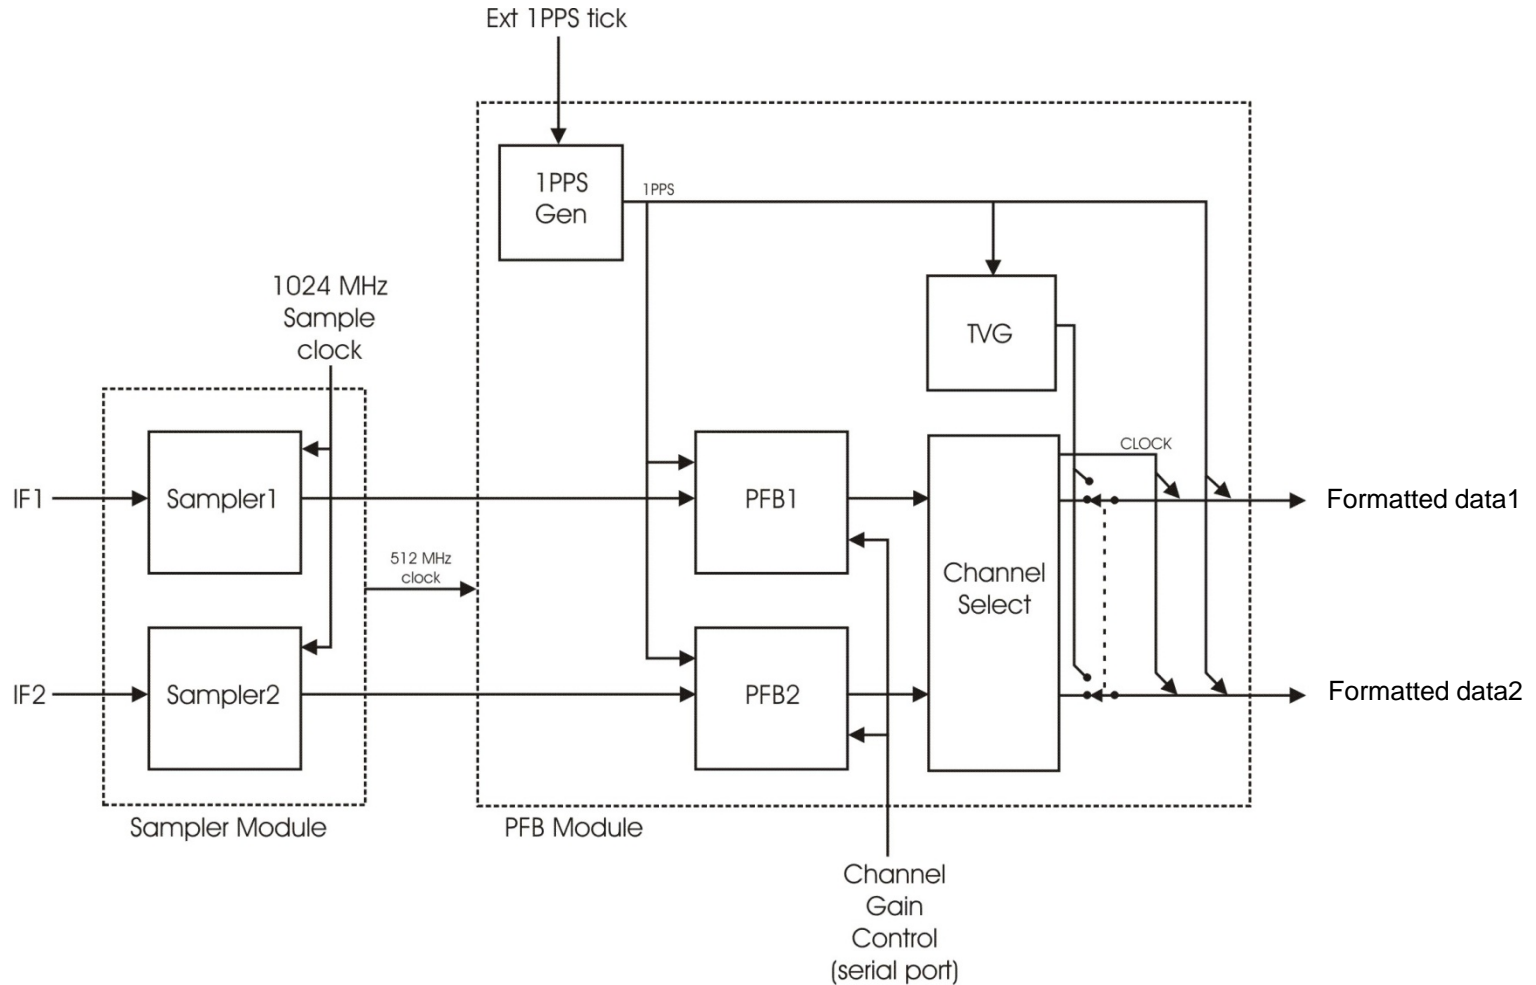 Ext 1PPS tick
1PPS
Gen
1PPS
1024 MHz
Sample
clock
TVG
CLOCK
IF1
Sampler1
PFB1
Formatted data1
512 MHz
clock
Channel
Select
IF2
Sampler2
PFB2
Formatted data2
Sampler Module
PFB Module
Channel
Gain
Control
(serial port)